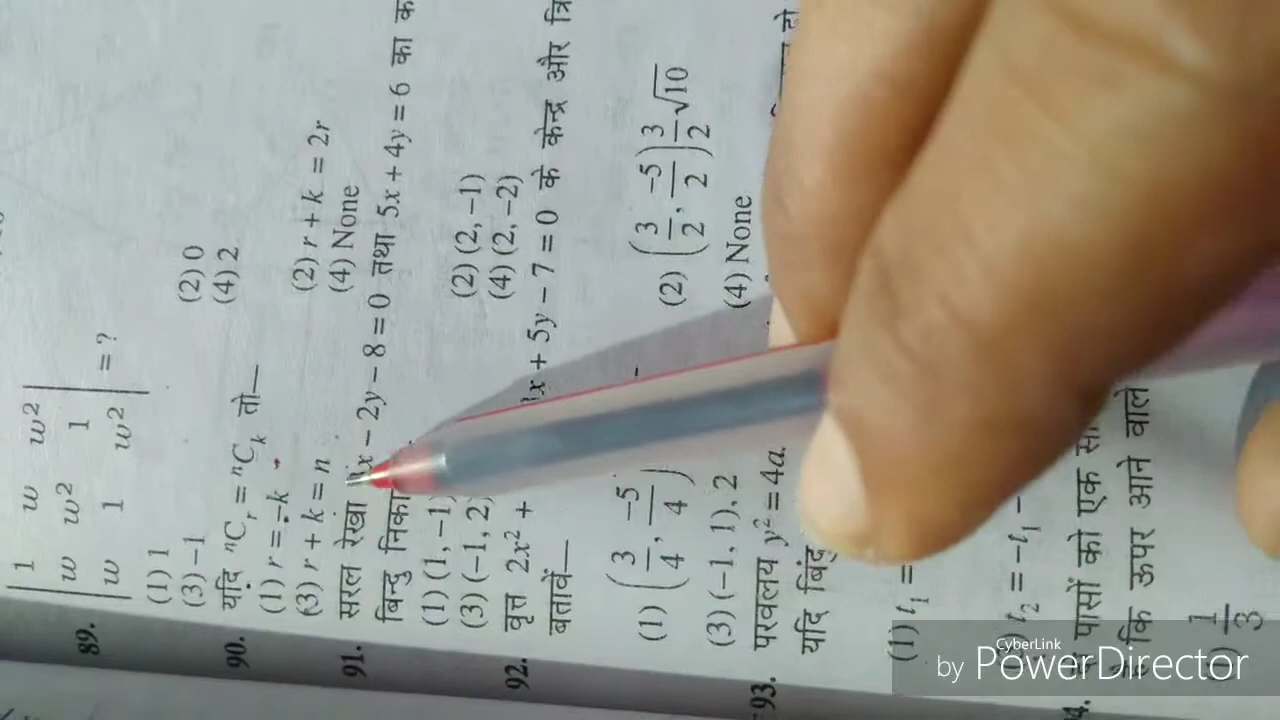 89.
| 1 w w² |
| w w² 1 | = ?
| w 1 w² |
(1) 1 (2) 0
(3) −1 (4) 2
90. यदि ⁿCᵣ = ⁿCₖ तो—
(1) r = −k (2) r + k = 2r
(3) r + k = n (4) None
91. सरल रेखा x − 2y − 8 = 0 तथा 5x + 4y = 6 का
बिन्दु
(1) (1, −1) (2) (2, −1)
(3) (−1, 2) (4) (2, −2)
92. वृत्त 2x² + x + 5y − 7 = 0 के केन्द्र और
बतावें—
(1) (3/4, −5/4) (2) (3/2, −5/2) 3/2 √10
(3) (−1, 1), 2 (4) None
93. परवलय y² = 4a
यदि
(1) t₁ =
t₂ = −t₁ −
पासों को एक
कि ऊपर आने वाले
1/3
CyberLink
by PowerDirector